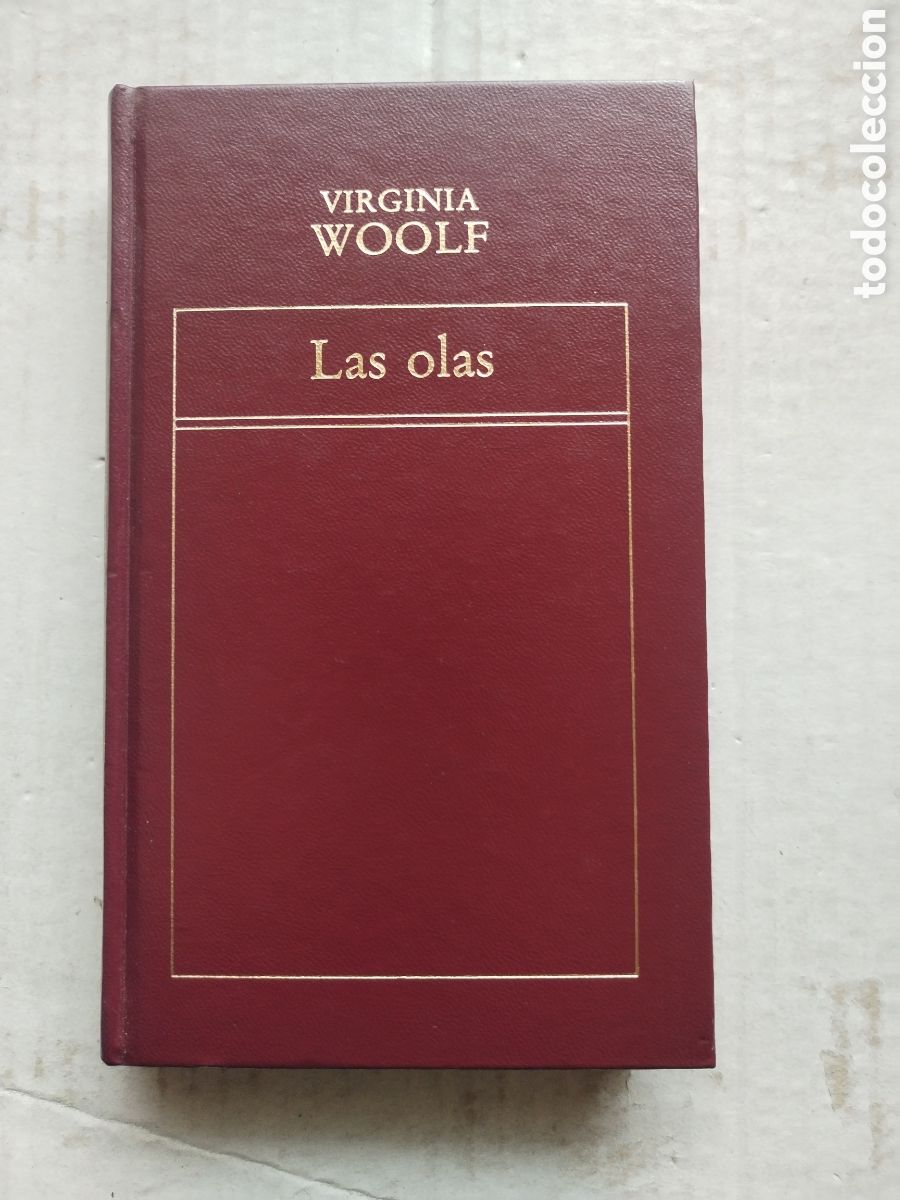 VIRGINIA
WOOLF
Las olas
todocoleccion